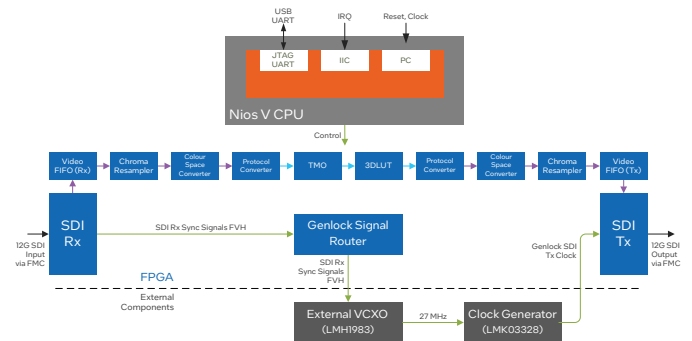 USB
UART
IRQ
Reset, Clock
JTAG
UART
IIC
PC
Nios V CPU
Control
Video
FIFO (Rx)
Chroma
Resampler
Colour
Space
Converter
Protocol
Converter
TMO
3DLUT
Protocol
Converter
Colour
Space
Converter
Chroma
Resampler
Video
FIFO (Tx)
SDI
Rx
SDI Rx Sync Signals FVH
Genlock Signal
Router
SDI
Tx
12G SDI
Input
via FMC
SDI Rx
Sync Signals
FVH
Genlock SDI
Tx Clock
12G SDI
Output
via FMC
FPGA
External
Components
External VCXO
(LMH1983)
27 MHz
Clock Generator
(LMK03328)